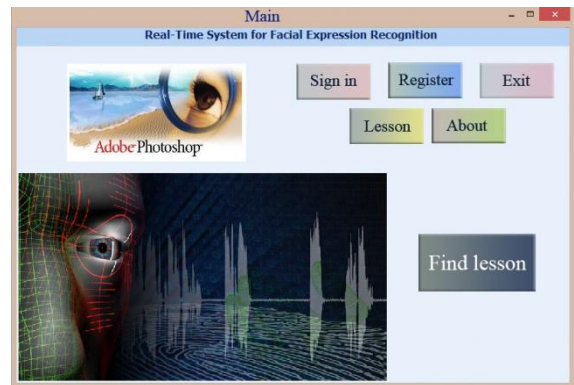 Main
Real-Time System for Facial Expression Recognition
Sign in Register Exit
Adobe Photoshop
Lesson About
Find lesson